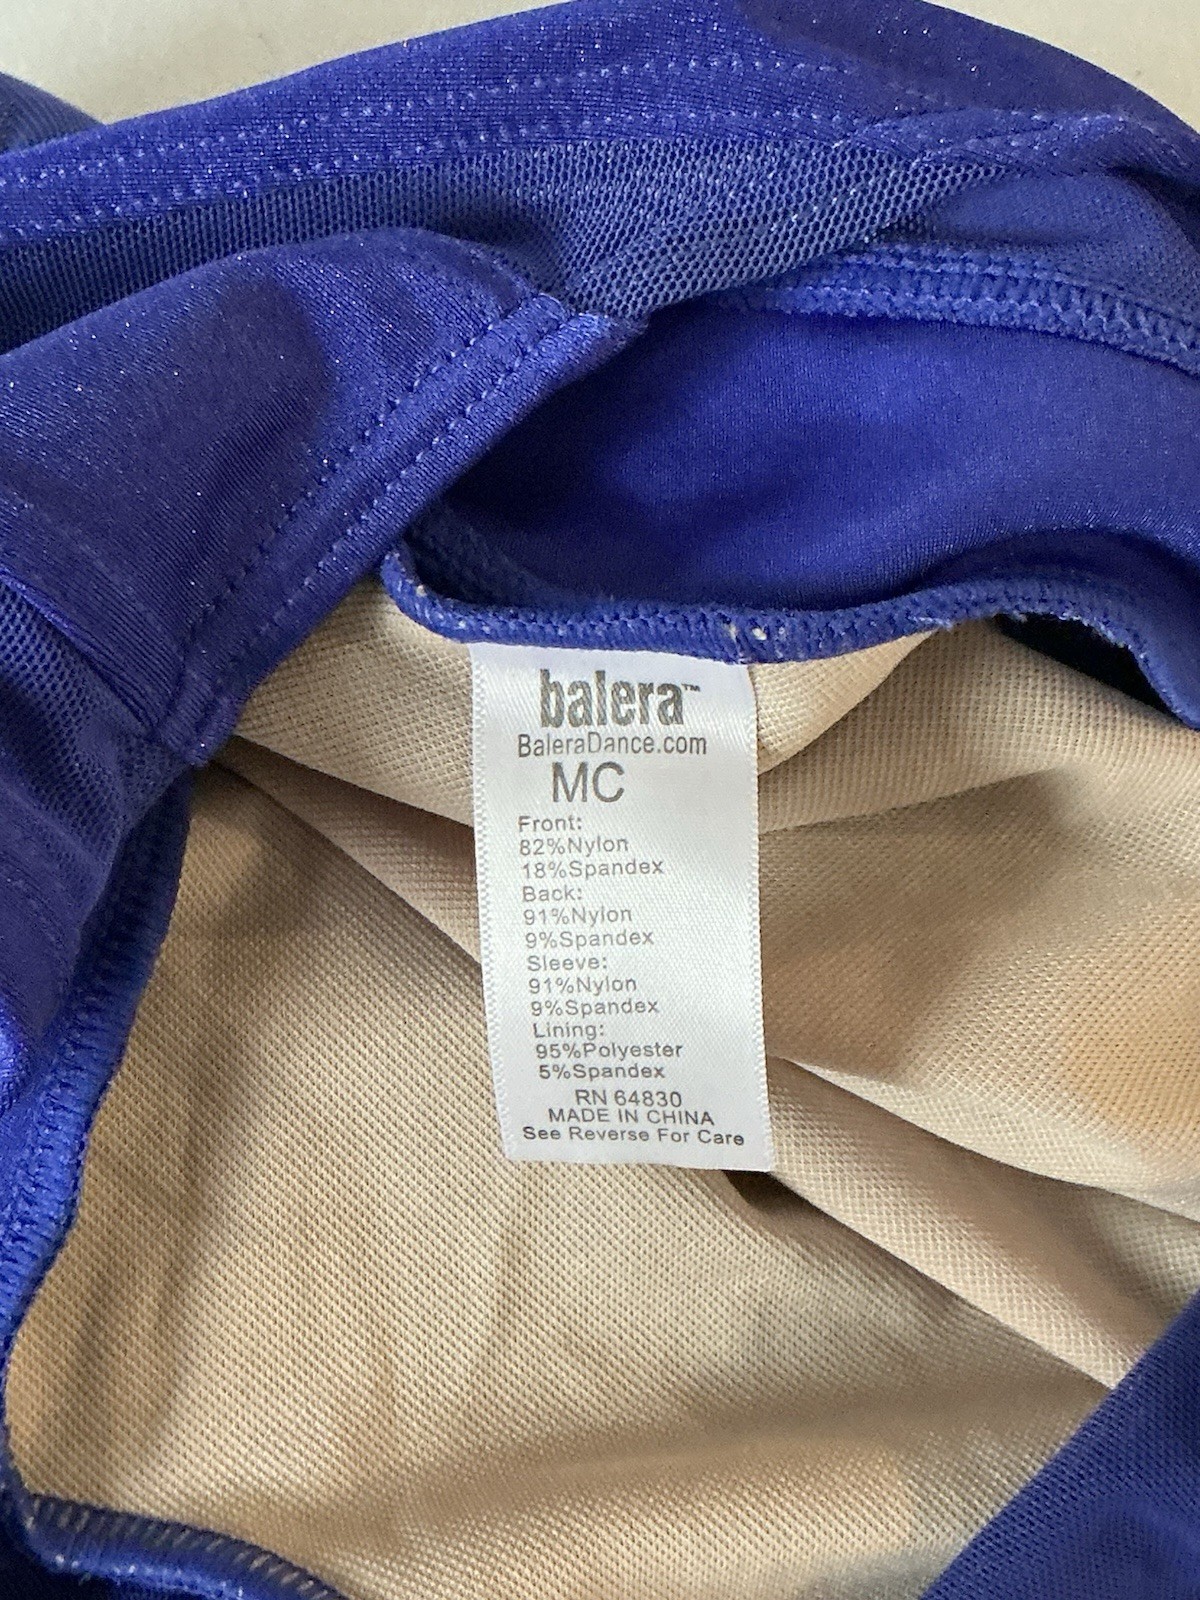 balera™
BaleraDance.com
MC
Front:
82%Nylon
18%Spandex
Back:
91%Nylon
9%Spandex
Sleeve:
91%Nylon
9%Spandex
Lining:
95%Polyester
5%Spandex
RN 64830
MADE IN CHINA
See Reverse For Care